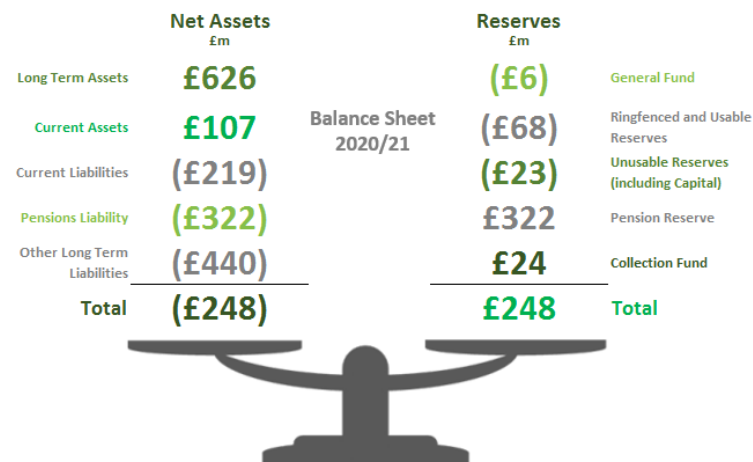 Net Assets
£m
Reserves
£m
Long Term Assets £626
(£6) General Fund
Current Assets £107
Balance Sheet
2020/21
(£68) Ringfenced and Usable
Reserves
Current Liabilities (£219)
(£23) Unusable Reserves
(including Capital)
Pensions Liability (£322)
£322 Pension Reserve
Other Long Term
Liabilities (£440)
£24 Collection Fund
Total (£248)
£248 Total